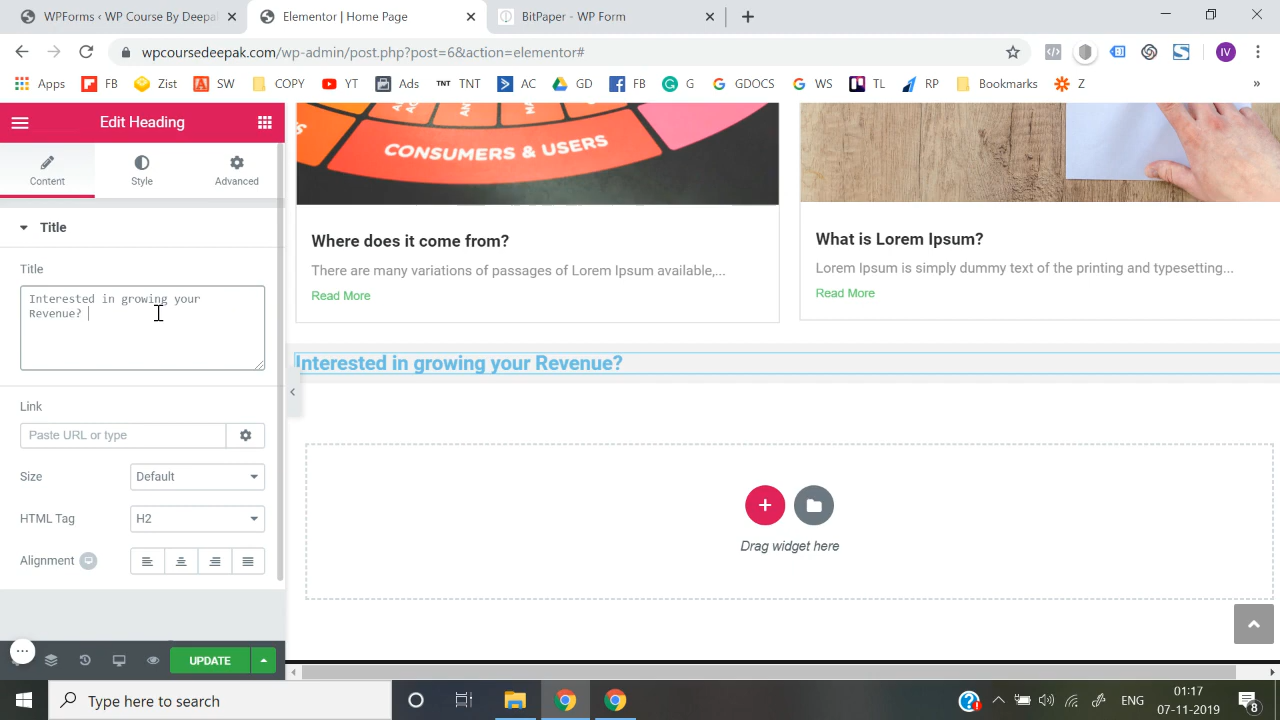 WPForms ‹ WP Course By Deepal
Elementor | Home Page
BitPaper - WP Form
wpcoursedeepak.com/wp-admin/post.php?post=6&action=elementor#
IV
Apps
FB
Zist
SW
COPY
YT
Ads
TNT TNT
AC
GD
FB
G
GDOCS
WS
TL
RP
Bookmarks
Z
»
Edit Heading
Content
Style
Advanced
Title
Title
Interested in growing your
Revenue?
Link
Paste URL or type
Size
Default
HTML Tag
H2
Alignment
UPDATE
CONSUMERS & USERS
Where does it come from?
There are many variations of passages of Lorem Ipsum available,...
Read More
What is Lorem Ipsum?
Lorem Ipsum is simply dummy text of the printing and typesetting...
Read More
Interested in growing your Revenue?
Drag widget here
Type here to search
ENG
01:17
07-11-2019
8